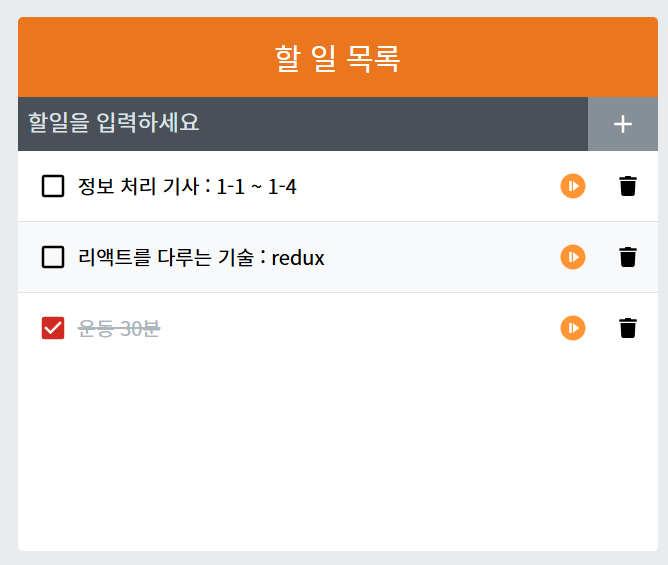 할 일 목록
할일을 입력하세요
정보 처리 기사 : 1-1 ~ 1-4
리액트를 다루는 기술 : redux
운동 30분